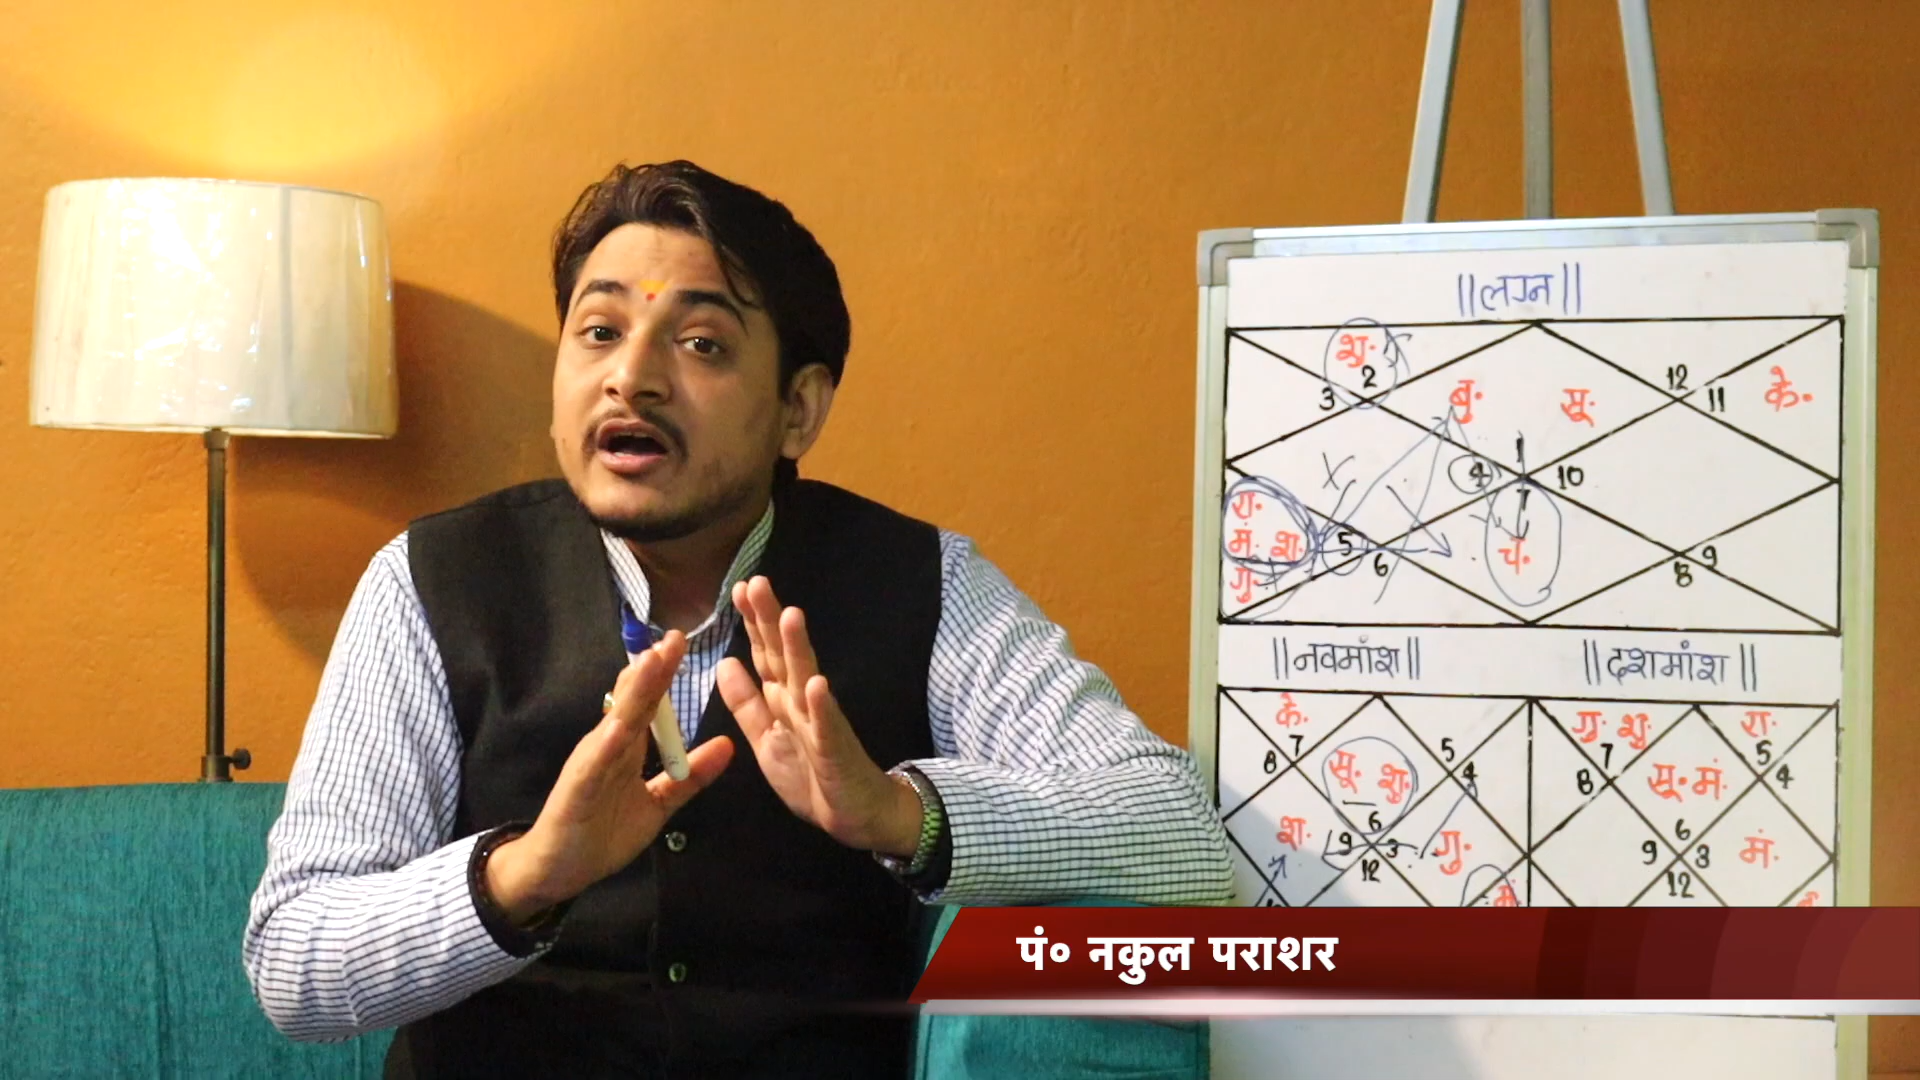 ||लग्न||
शु.
2
3
बु.
सू.
12
11
के.
1
4
10
7
रा.
मं. श.
गु.
5
6
चं.
9
8
||नवमांश|| ||दशमांश||
के.
7
8
सू. शु.
5
4
6
श.
9
3
12
गु.
मं.
गु. शु.
7
8
सू. मं.
रा.
5
4
6
9
3
12
मं.
पं० नकुल पराशर